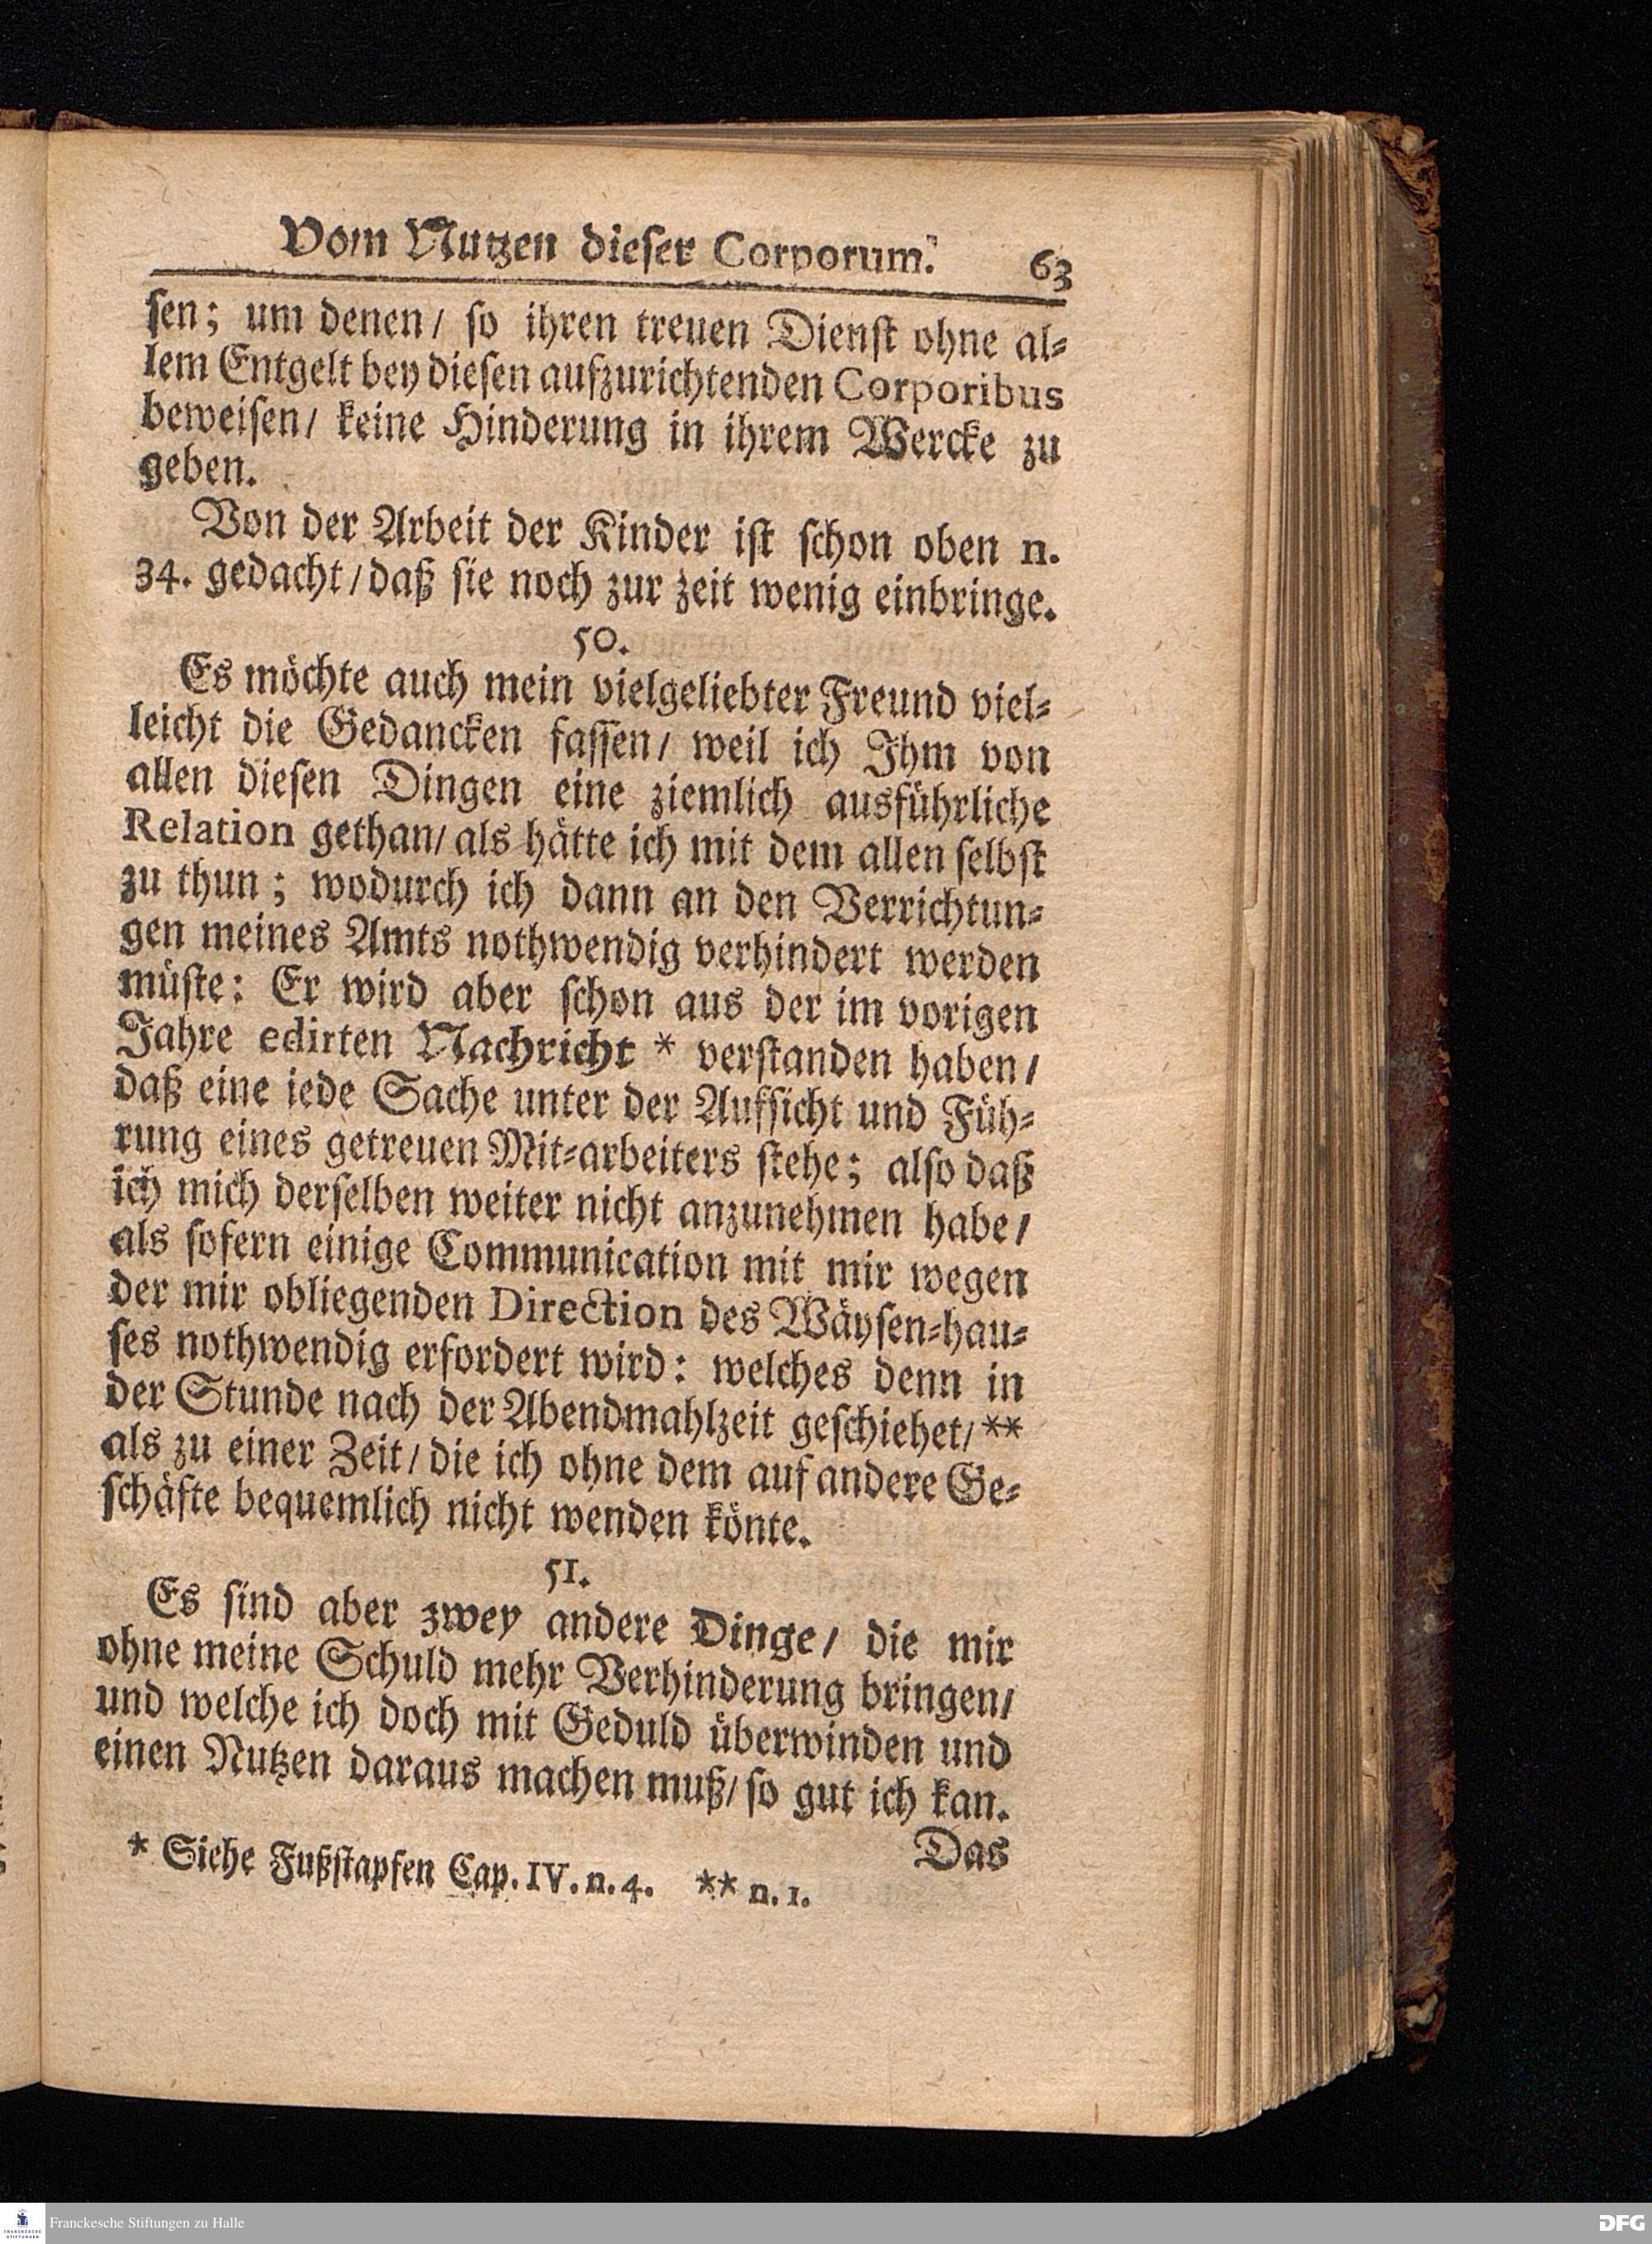 Vom Nutzen dieser Corporum. 63
sen; um denen/ so ihren treuen Dienst ohne al-
lem Entgelt bey diesen aufzurichtenden Corporibus
beweisen/ keine Hinderung in ihrem Wercke zu
geben.
Von der Arbeit der Kinder ist schon oben n.
34. gedacht/ daß sie noch zur zeit wenig einbringe.
50.
Es möchte auch mein vielgeliebter Freund viel-
leicht die Gedancken fassen/ weil ich Ihm von
allen diesen Dingen eine ziemlich ausführliche
Relation gethan/ als hätte ich mit dem allen selbst
zu thun; wodurch ich dann an den Verrichtun-
gen meines Amts nothwendig verhindert werden
müste: Er wird aber schon aus der im vorigen
Jahre edirten Nachricht * verstanden haben/
daß eine iede Sache unter der Aufsicht und Füh-
rung eines getreuen Mit-arbeiters stehe; also daß
ich mich derselben weiter nicht anzunehmen habe/
als sofern einige Communication mit mir wegen
der mir obliegenden Direction des Wäysen-hau-
ses nothwendig erfordert wird: welches denn in
der Stunde nach der Abendmahlzeit geschiehet/ **
als zu einer Zeit/ die ich ohne dem auf andere Ge-
schäfte bequemlich nicht wenden könte.
51.
Es sind aber zwey andere Dinge/ die mir
ohne meine Schuld mehr Verhinderung bringen/
und welche ich doch mit Geduld überwinden und
einen Nutzen daraus machen muß/ so gut ich kan.
Das
* Siehe Fußstapfen Cap. IV. n. 4. ** n. 1.
FRANCKESCHE STIFTUNGEN
Franckesche Stiftungen zu Halle
DFG